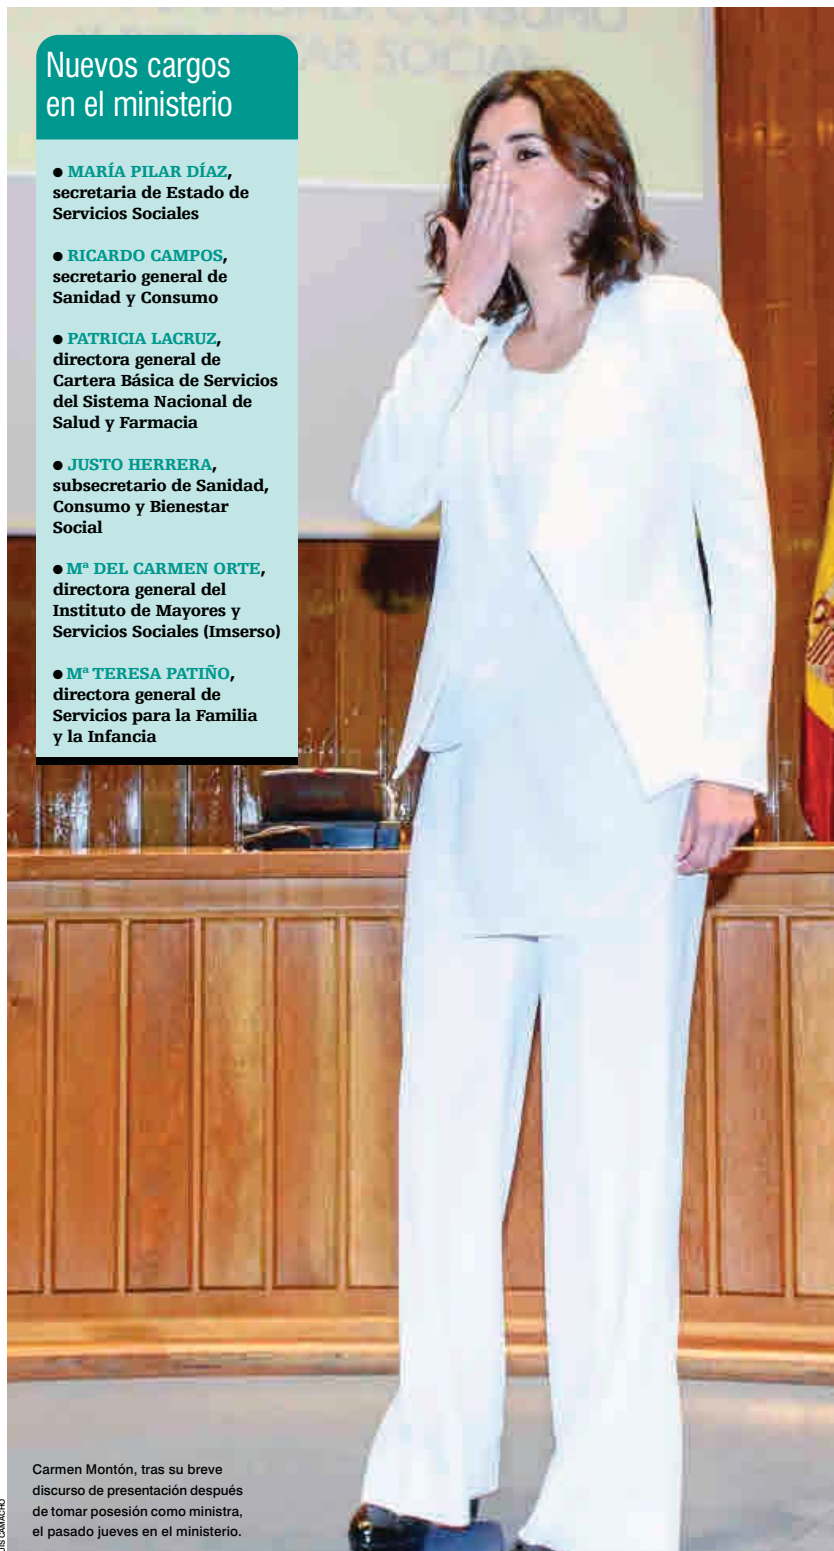 CONSUMO
SOCIAL
Nuevos cargos
en el ministerio
● MARÍA PILAR DÍAZ,
secretaria de Estado de
Servicios Sociales
● RICARDO CAMPOS,
secretario general de
Sanidad y Consumo
● PATRICIA LACRUZ,
directora general de
Cartera Básica de Servicios
del Sistema Nacional de
Salud y Farmacia
● JUSTO HERRERA,
subsecretario de Sanidad,
Consumo y Bienestar
Social
● Mª DEL CARMEN ORTE,
directora general del
Instituto de Mayores y
Servicios Sociales (Imserso)
● Mª TERESA PATIÑO,
directora general de
Servicios para la Familia
y la Infancia
Carmen Montón, tras su breve
discurso de presentación después
de tomar posesión como ministra,
el pasado jueves en el ministerio.
CAMACHO